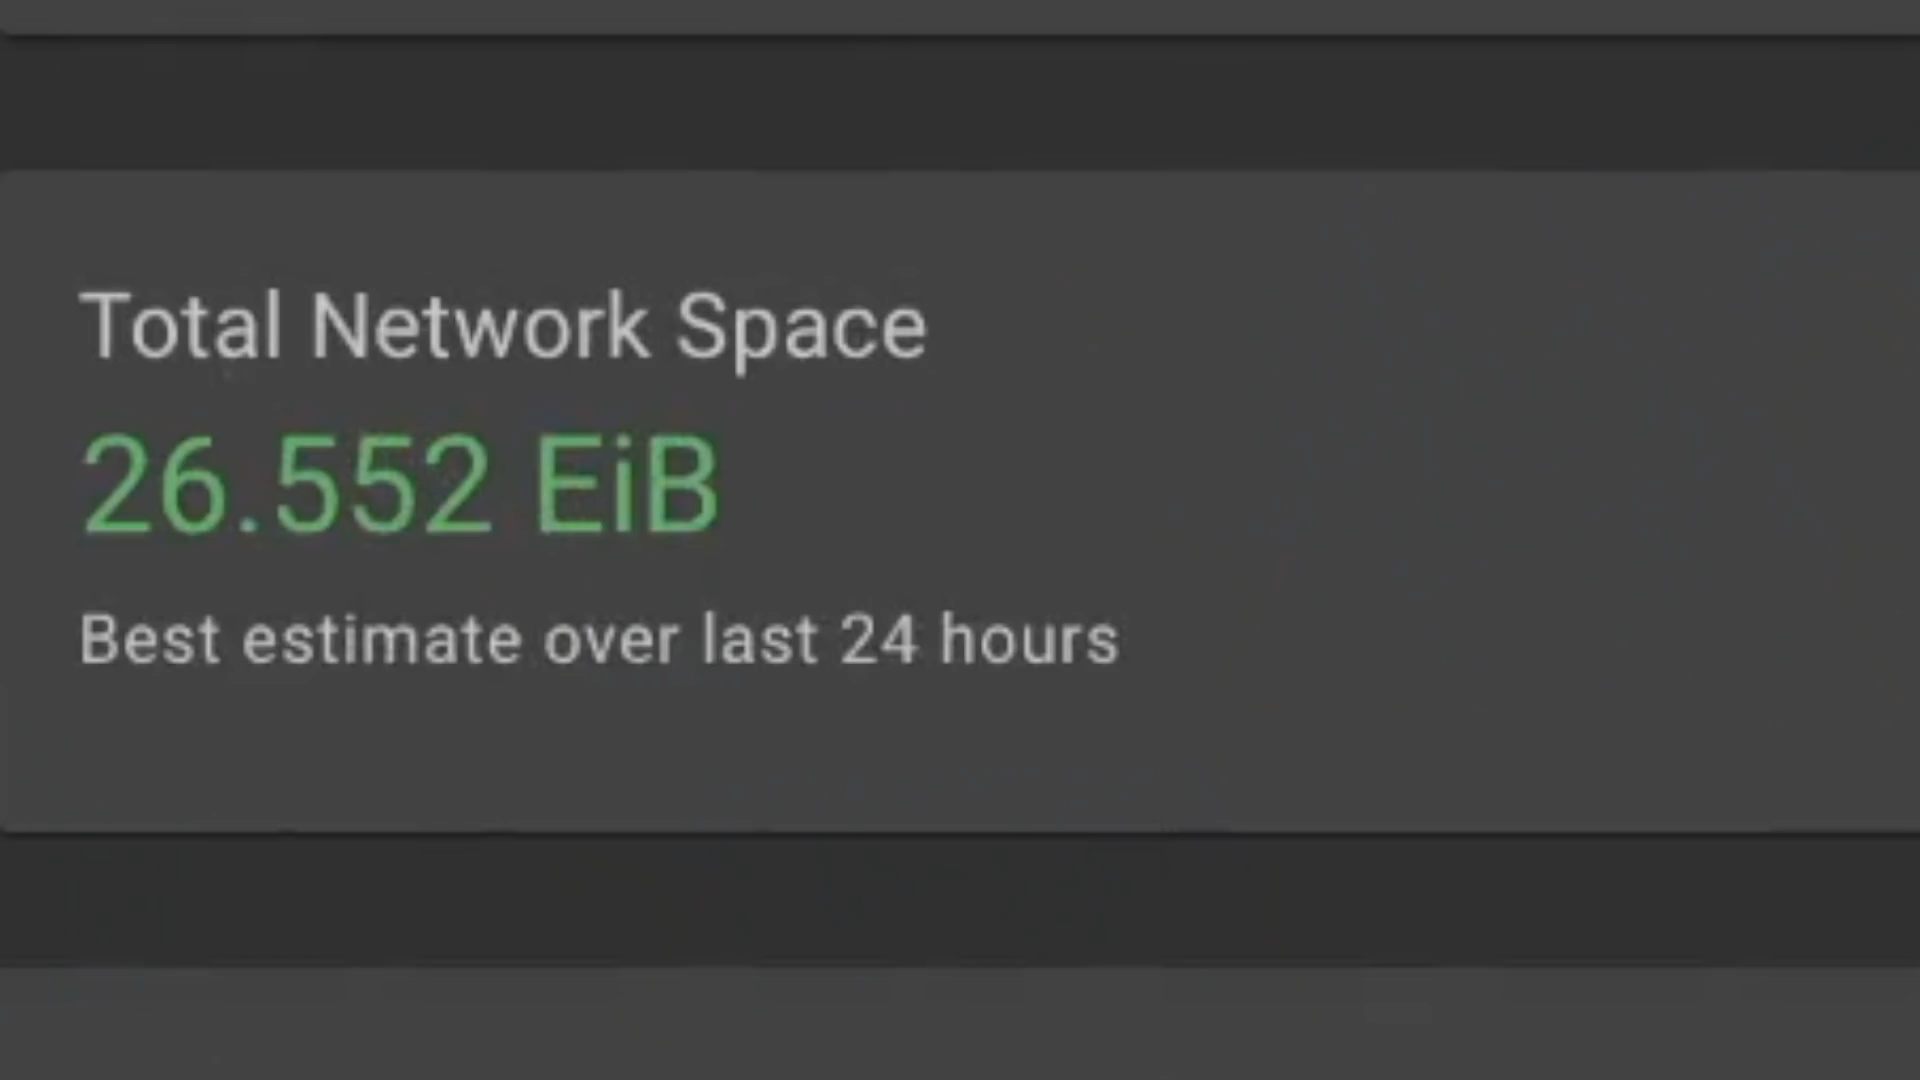 Total Network Space
26.552 EiB
Best estimate over last 24 hours